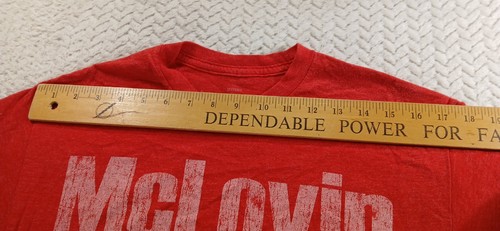 1 2 3 4 5 6 7 8 9 10 11 12 13 14 15 16 17 18 19
DEPENDABLE POWER FOR FA
McLovin